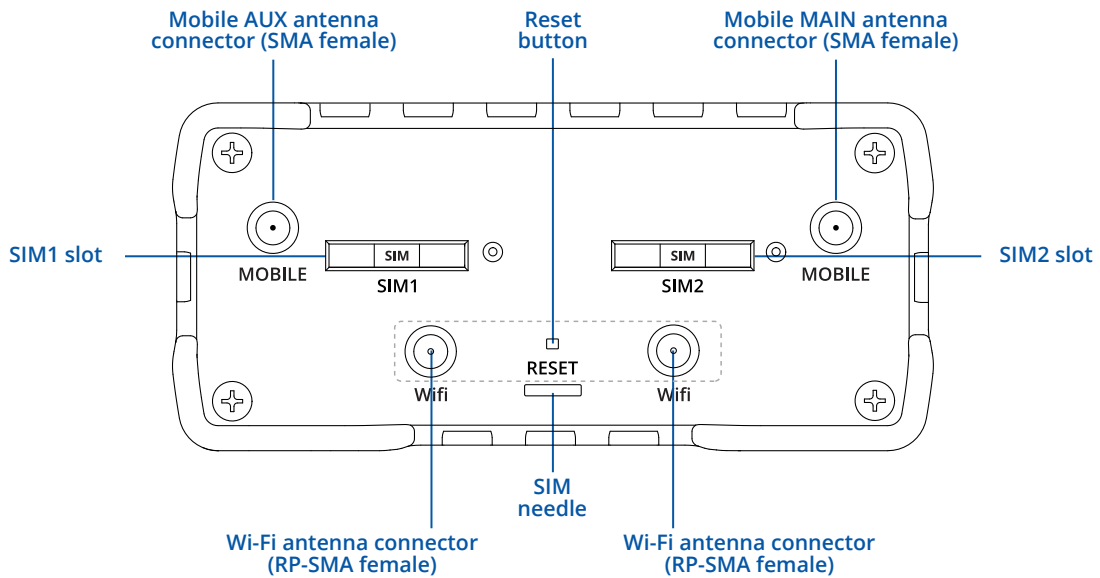 Mobile AUX antenna
connector (SMA female)
Reset
button
Mobile MAIN antenna
connector (SMA female)
SIM1 slot
SIM
SIM
SIM2 slot
MOBILE
SIM1
SIM2
MOBILE
RESET
Wifi
Wifi
SIM
needle
Wi-Fi antenna connector
(RP-SMA female)
Wi-Fi antenna connector
(RP-SMA female)